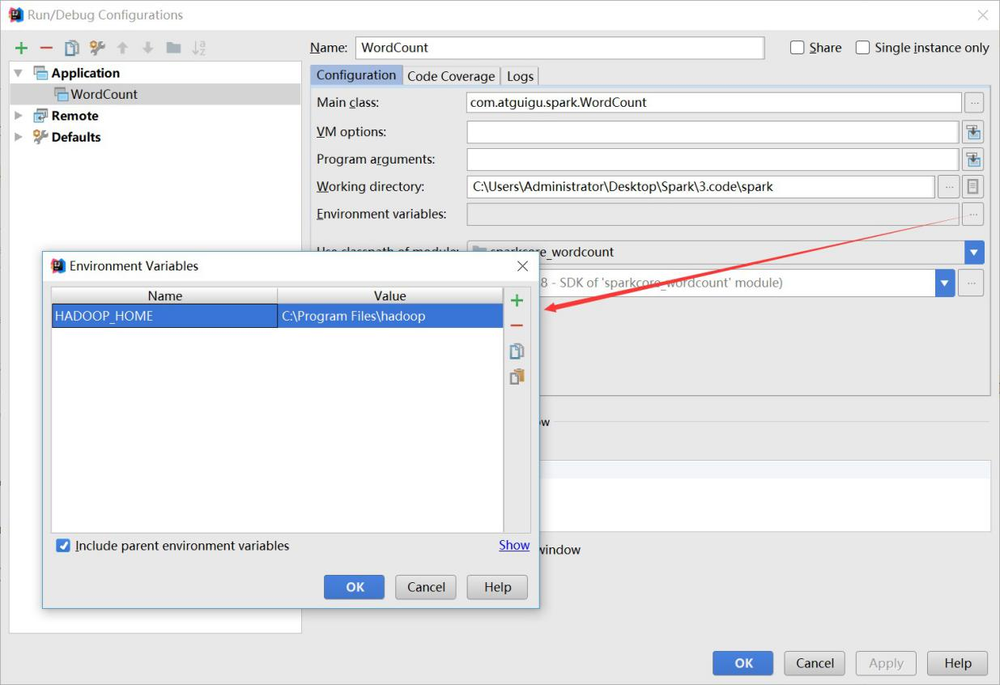 Run/Debug Configurations
Name: WordCount Share Single instance only
Application
WordCount
Remote
Defaults
Configuration Code Coverage Logs
Main class: com.atguigu.spark.WordCount ...
VM options:
Program arguments:
Working directory: C:\Users\Administrator\Desktop\Spark\3.code\spark ...
Environment variables: ...
Use classpath of module: sparkcore_wordcount
8 - SDK of 'sparkcore_wordcount' module) ...
Environment Variables
Name Value
HADOOP_HOME C:\Program Files\hadoop
Include parent environment variables Show
OK Cancel Help
window
OK Cancel Apply Help